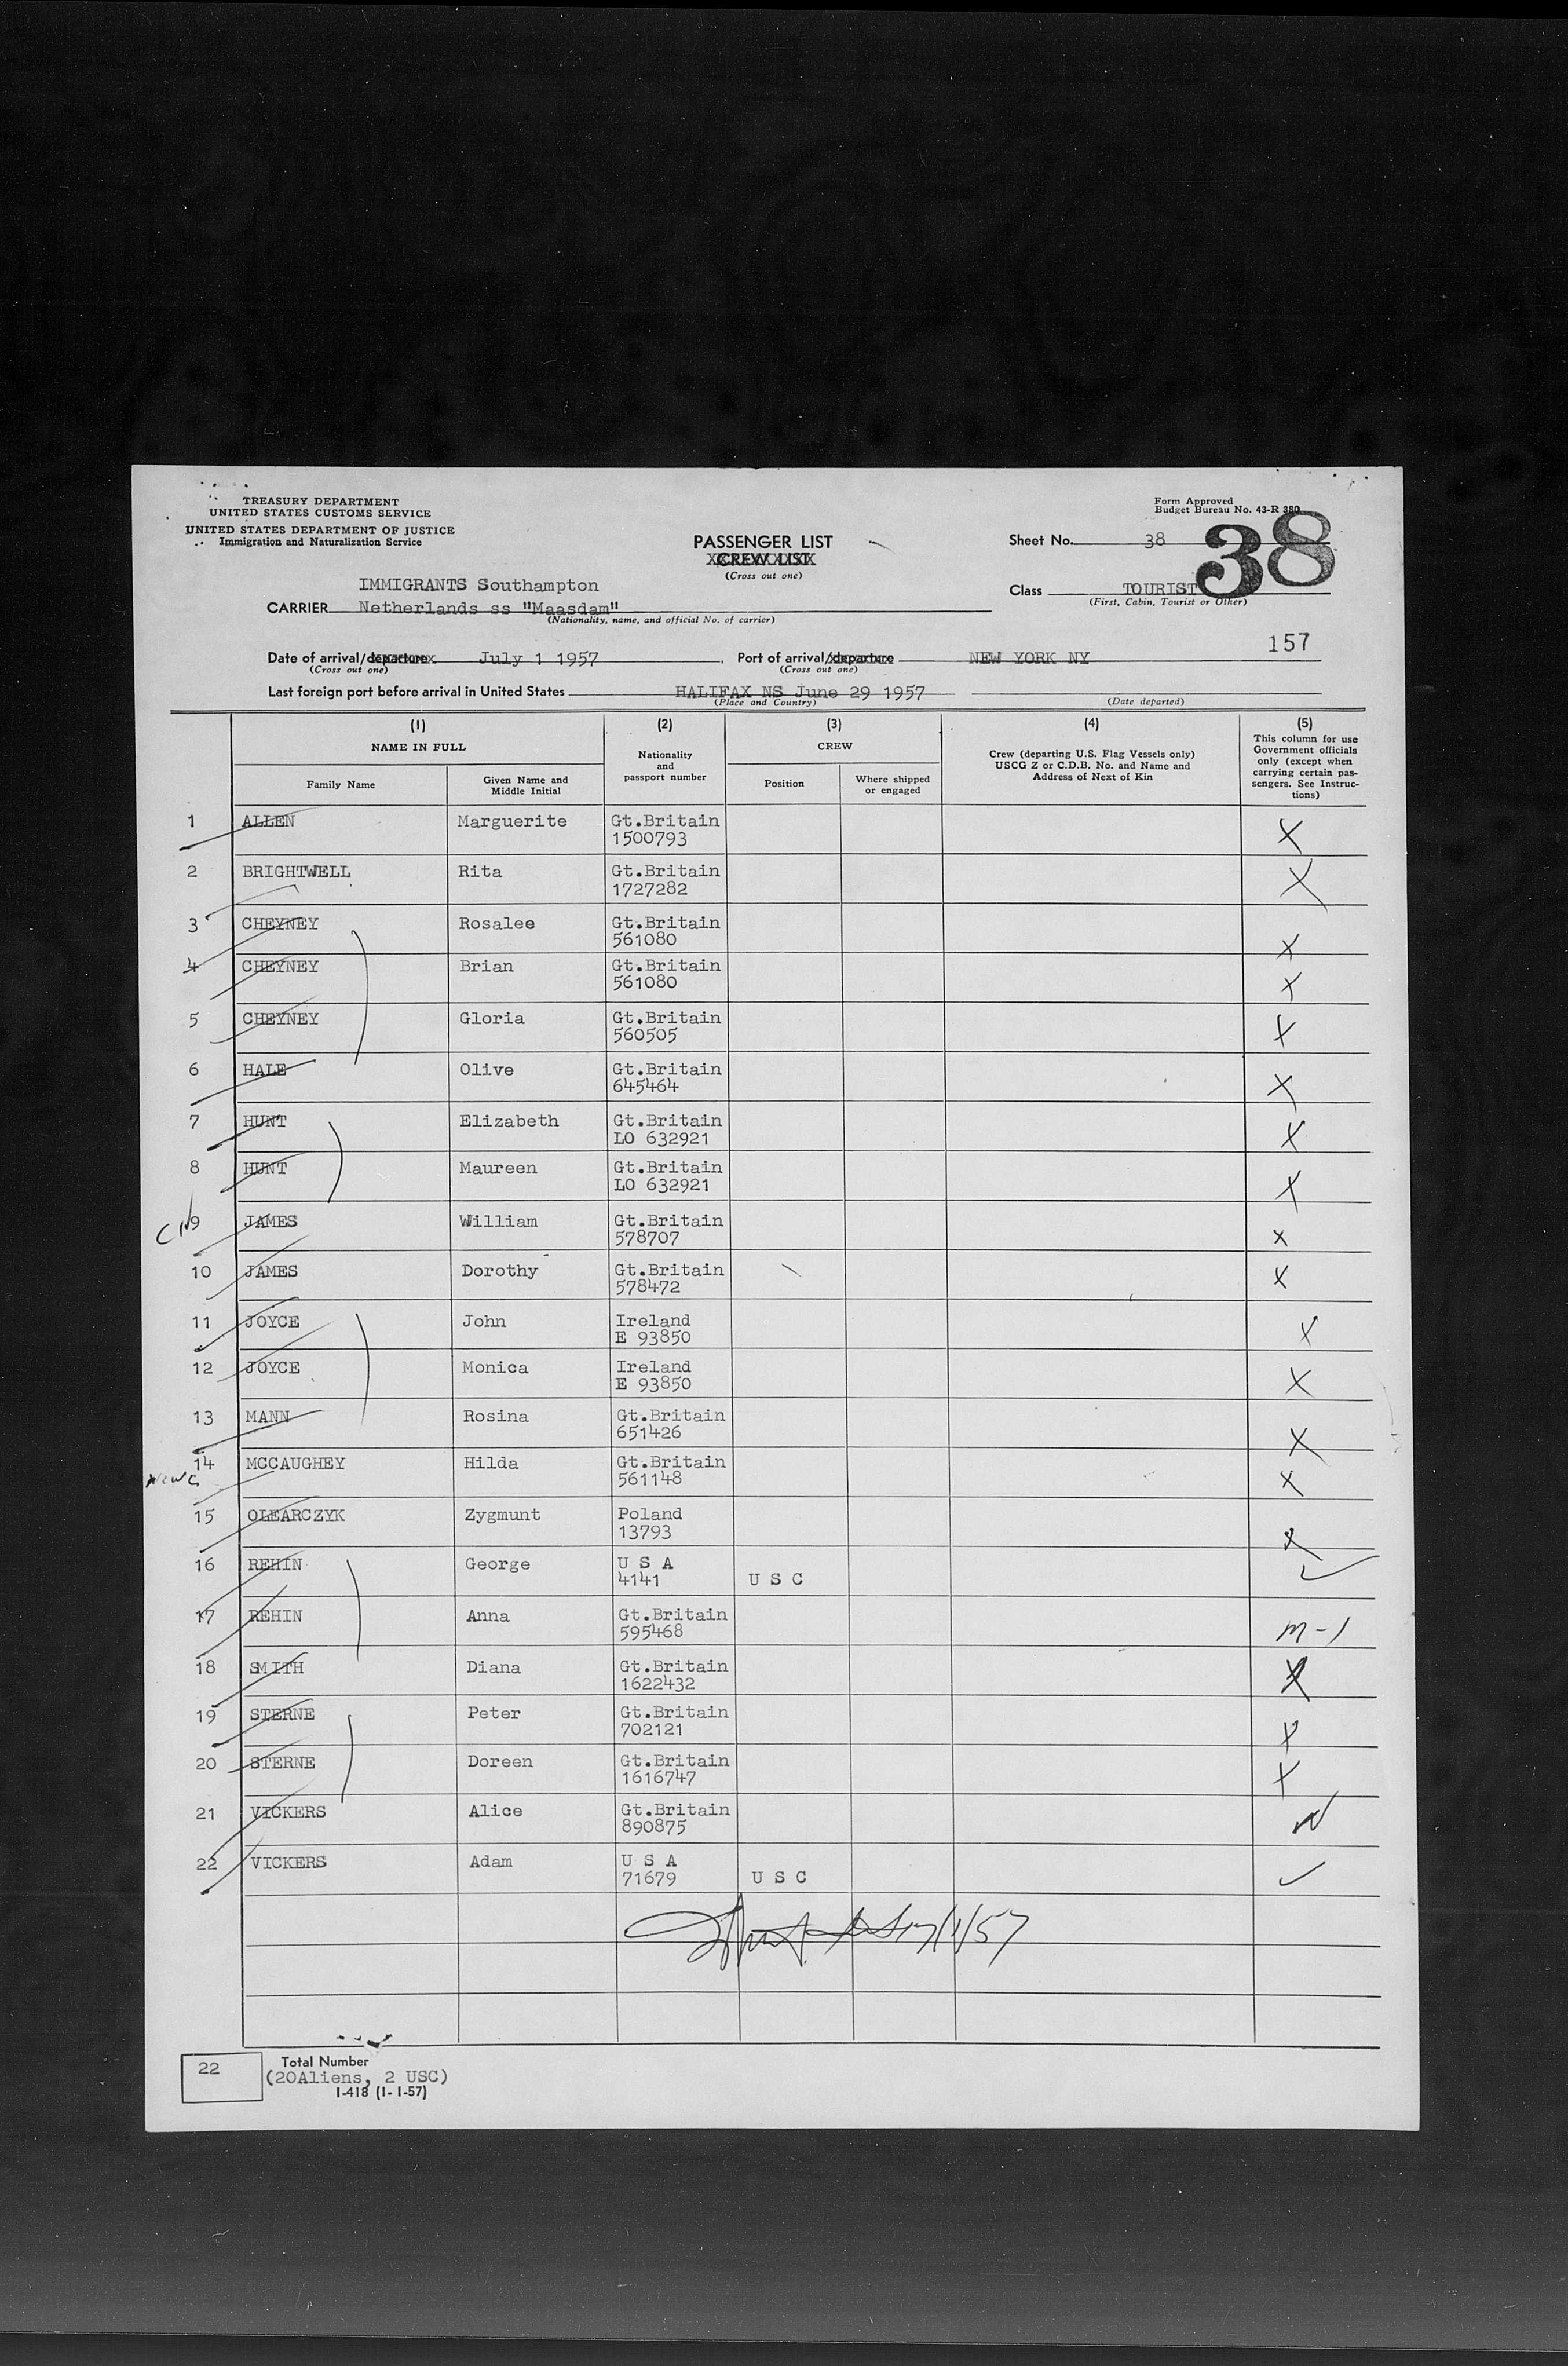 TREASURY DEPARTMENT
UNITED STATES CUSTOMS SERVICE
UNITED STATES DEPARTMENT OF JUSTICE
Immigration and Naturalization Service
PASSENGER LIST
CREW LIST
(Cross out one)
Form Approved
Budget Bureau No. 43-R 380
Sheet No. 38
38
Class TOURIST
(First, Cabin, Tourist or Other)
IMMIGRANTS Southampton
CARRIER Netherlands ss "Maasdam"
(Nationality, name, and official No. of carrier)
157
Date of arrival/departure July 1 1957. Port of arrival/departure NEW YORK NY
(Cross out one) (Cross out one)
Last foreign port before arrival in United States HALIFAX NS June 29 1957
(Place and Country) (Date departed)
(1) (2) (3) (4) (5)
NAME IN FULL
Family Name
Given Name and Middle Initial
Nationality and passport number
CREW
Position
Where shipped or engaged
Crew (departing U.S. Flag Vessels only)
USCG Z or C.D.B. No. and Name and
Address of Next of Kin
This column for use
Government officials
only (except when
carrying certain pas-
sengers. See Instruc-
tions)
1 ALLEN Marguerite Gt.Britain X
1500793
2 BRIGHTWELL Rita Gt.Britain X
1727282
3 CHEYNEY Rosalee Gt.Britain X
561080
4 CHEYNEY Brian Gt.Britain X
561080
5 CHEYNEY Gloria Gt.Britain X
560505
6 HALE Olive Gt.Britain X
645464
7 HUNT Elizabeth Gt.Britain X
LO 632921
8 HUNT Maureen Gt.Britain X
LO 632921
9 JAMES William Gt.Britain X
578707
10 JAMES Dorothy Gt.Britain X
578472
11 JOYCE John Ireland X
E 93850
12 JOYCE Monica Ireland X
E 93850
13 MANN Rosina Gt.Britain X
651426
14 MCCAUGHEY Hilda Gt.Britain X
561148
15 OLEARCZYK Zygmunt Poland X
13793
16 REHIN George U S A
4141 U S C
17 REHIN Anna Gt.Britain M-1
595468
18 SMITH Diana Gt.Britain X
1622432
19 STERNE Peter Gt.Britain X
702121
20 STERNE Doreen Gt.Britain X
1616747
21 VICKERS Alice Gt.Britain
890875
22 VICKERS Adam U S A
71679 U S C
7/1/57
22 Total Number
(20Aliens, 2 USC)
I-418 (1-1-57)